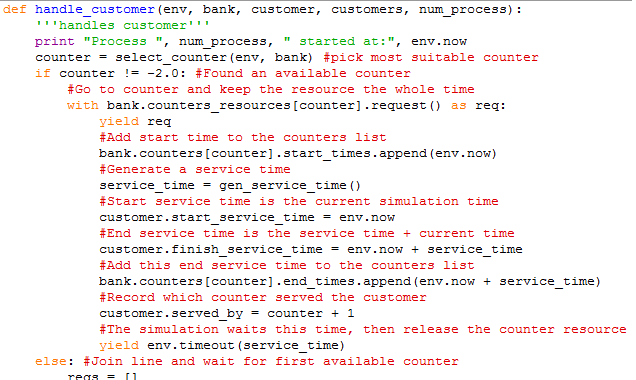 def handle_customer(env, bank, customer, customers, num_process):
    '''handles customer'''
    print "Process ", num_process, " started at:", env.now
    counter = select_counter(env, bank) #pick most suitable counter
    if counter != -2.0: #Found an available counter
        #Go to counter and keep the resource the whole time
        with bank.counters_resources[counter].request() as req:
            yield req
            #Add start time to the counters list
            bank.counters[counter].start_times.append(env.now)
            #Generate a service time
            service_time = gen_service_time()
            #Start service time is the current simulation time
            customer.start_service_time = env.now
            #End service time is the service time + current time
            customer.finish_service_time = env.now + service_time
            #Add this end service time to the counters list
            bank.counters[counter].end_times.append(env.now + service_time)
            #Record which counter served the customer
            customer.served_by = counter + 1
            #The simulation waits this time, then release the counter resource
            yield env.timeout(service_time)
    else: #Join line and wait for first available counter
        reqs = []